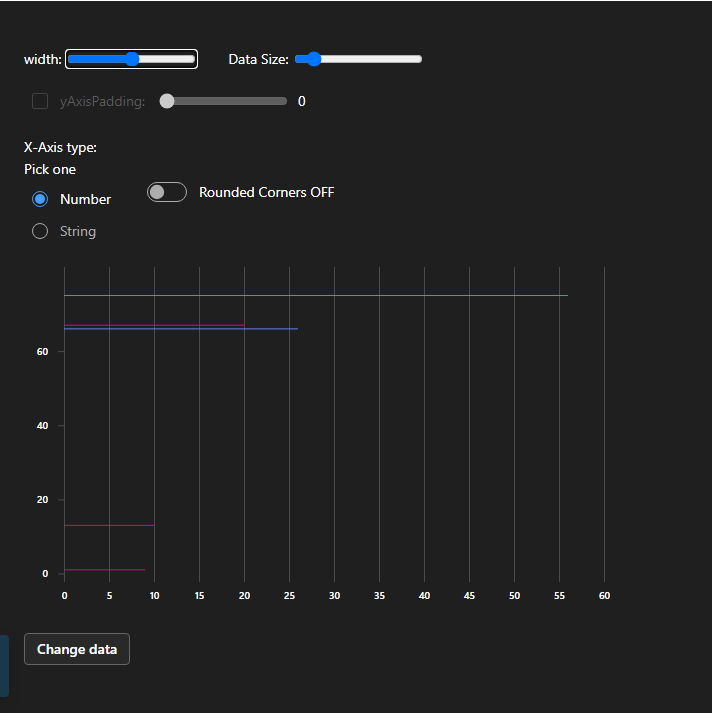 width: Data Size:
yAxisPadding: 0
X-Axis type:
Pick one
Number
Rounded Corners OFF
String
60
40
20
0
0 5 10 15 20 25 30 35 40 45 50 55 60
Change data